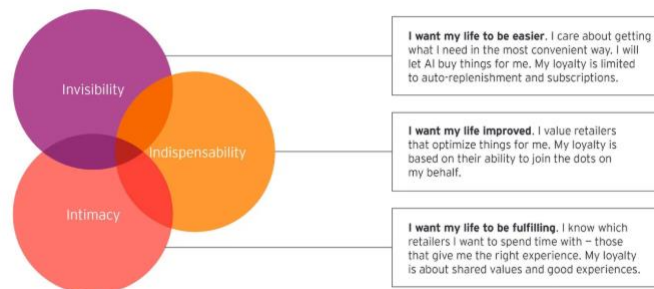 Invisibility
Indispensability
Intimacy
I want my life to be easier. I care about getting
what I need in the most convenient way. I will
let AI buy things for me. My loyalty is limited
to auto-replenishment and subscriptions.
I want my life improved. I value retailers
that optimize things for me. My loyalty is
based on their ability to join the dots on
my behalf.
I want my life to be fulfilling. I know which
retailers I want to spend time with – those
that give me the right experience. My loyalty
is about shared values and good experiences.